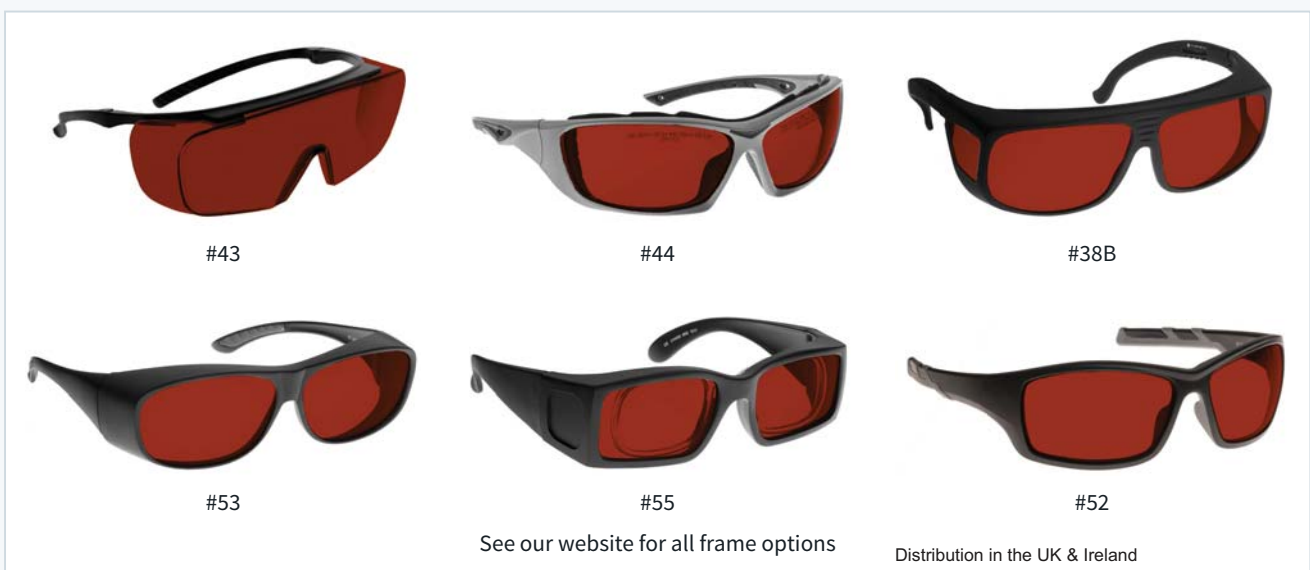 #43
#44
#38B
#53
#55
#52
See our website for all frame options
Distribution in the UK & Ireland